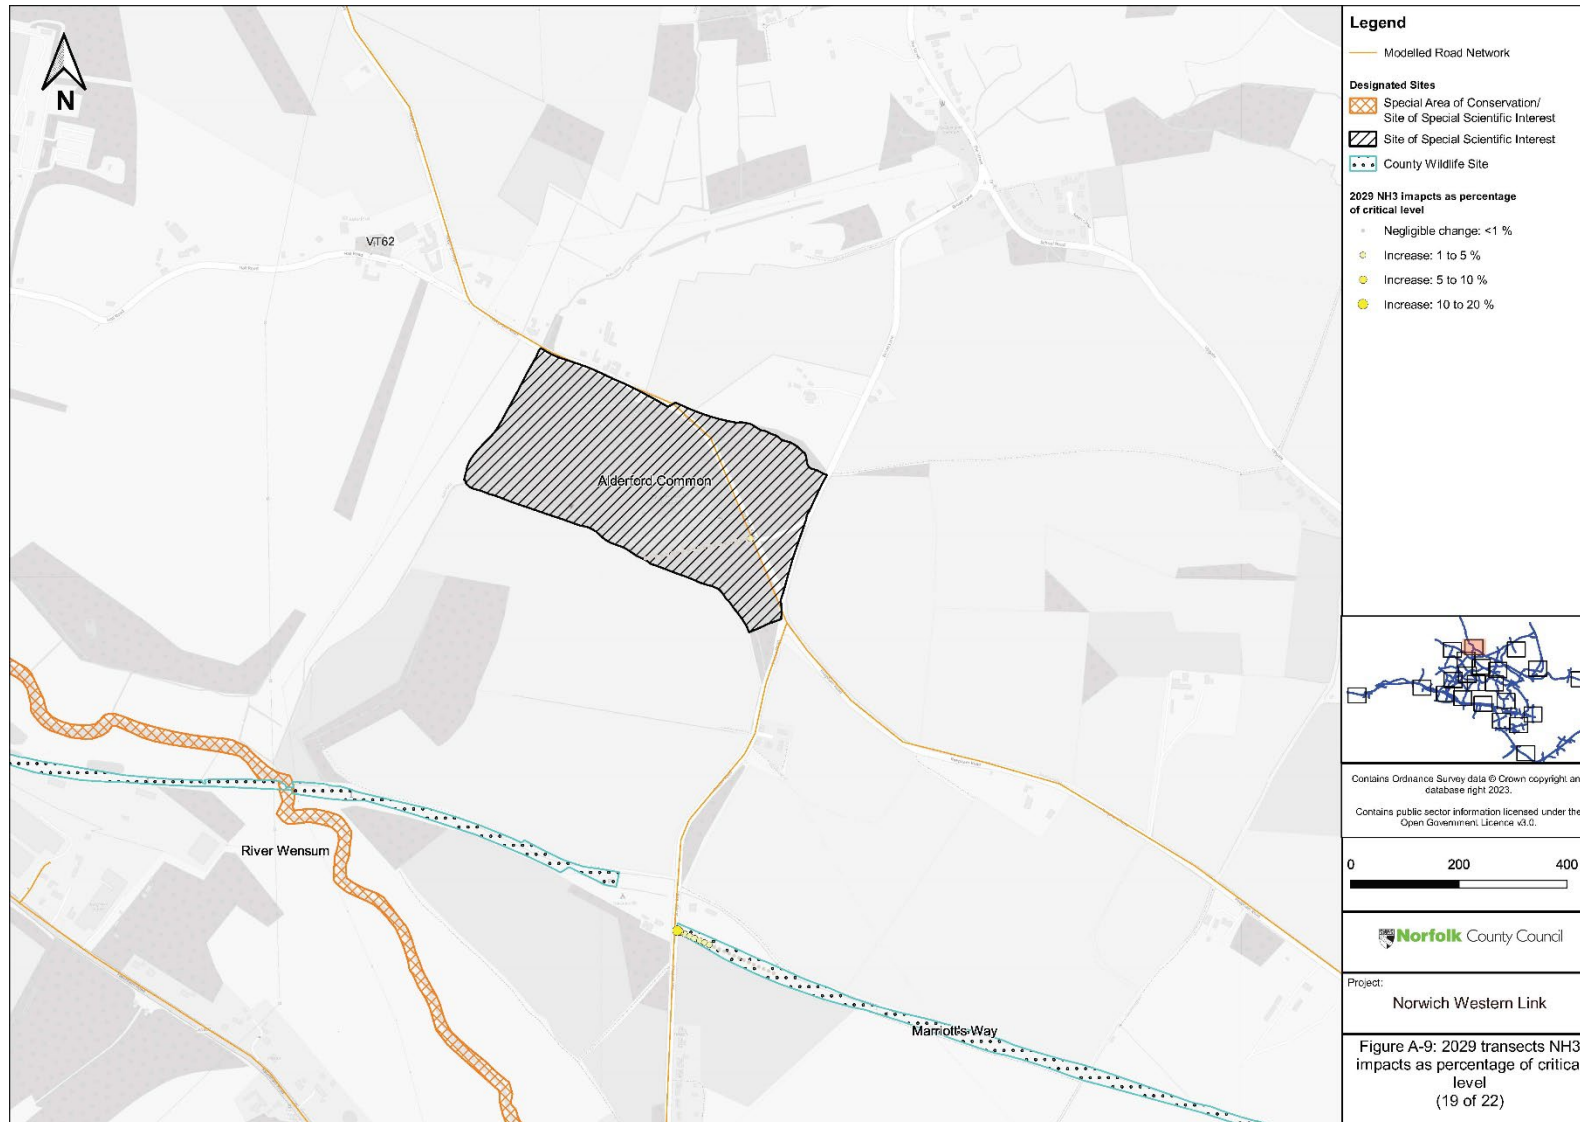 N
VT62
Alderford Common
River Wensum
Marriott's Way
Legend
Modelled Road Network
Designated Sites
Special Area of Conservation/
Site of Special Scientific Interest
Site of Special Scientific Interest
County Wildlife Site
2029 NH3 imapcts as percentage
of critical level
Negligible change: <1 %
Increase: 1 to 5 %
Increase: 5 to 10 %
Increase: 10 to 20 %
Contains Ordnance Survey data © Crown copyright an
database right 2023.
Contains public sector information licensed under the
Open Government Licence v3.0.
0 200 400
Norfolk County Council
Project:
Norwich Western Link
Figure A-9: 2029 transects NH3
impacts as percentage of critica
level
(19 of 22)